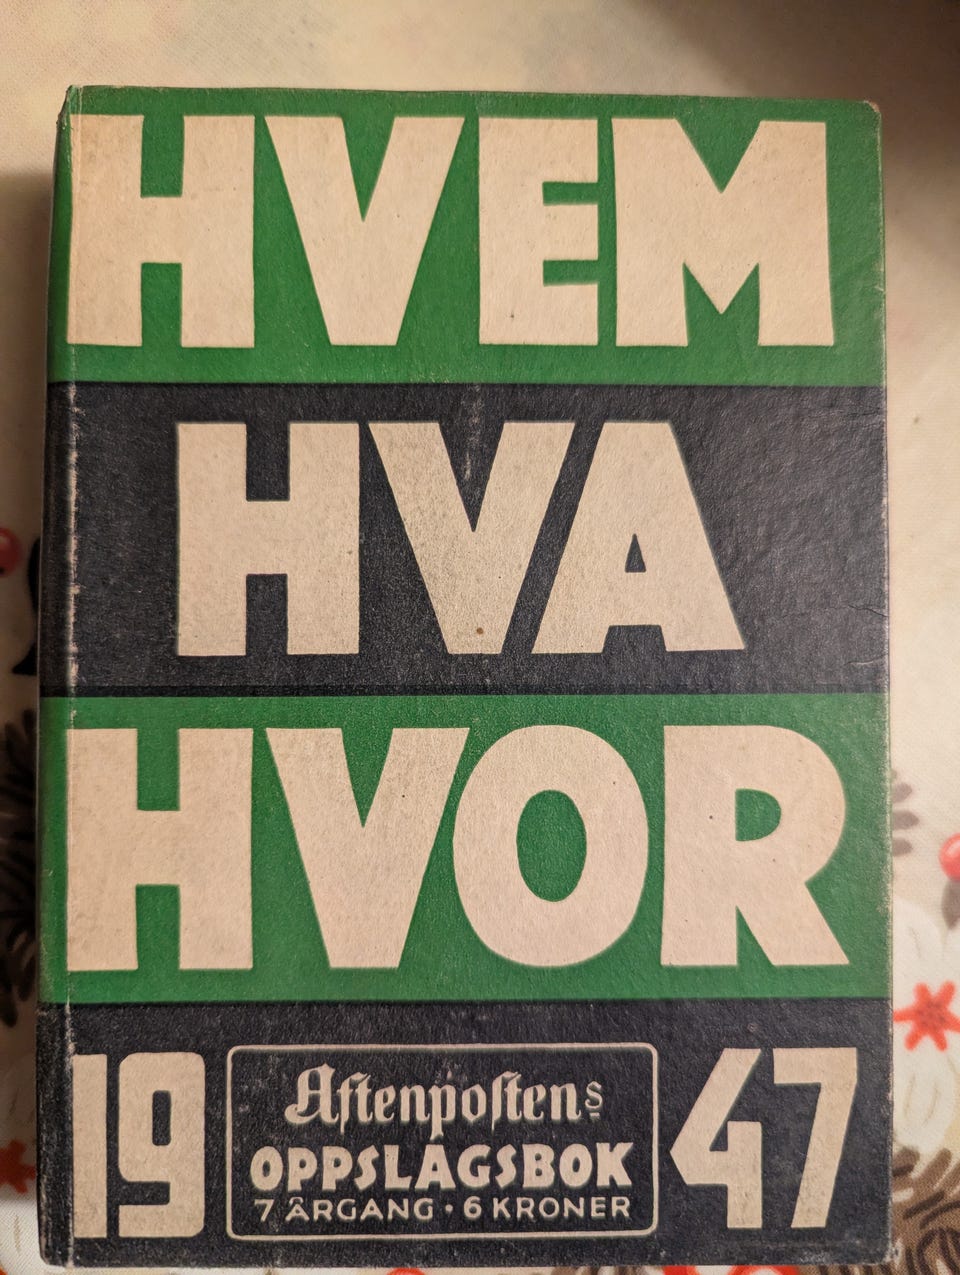 HVEM
HVA
HVOR
19
Aftenpostens
OPPSLAGSBOK
7 ÅRGANG · 6 KRONER
47